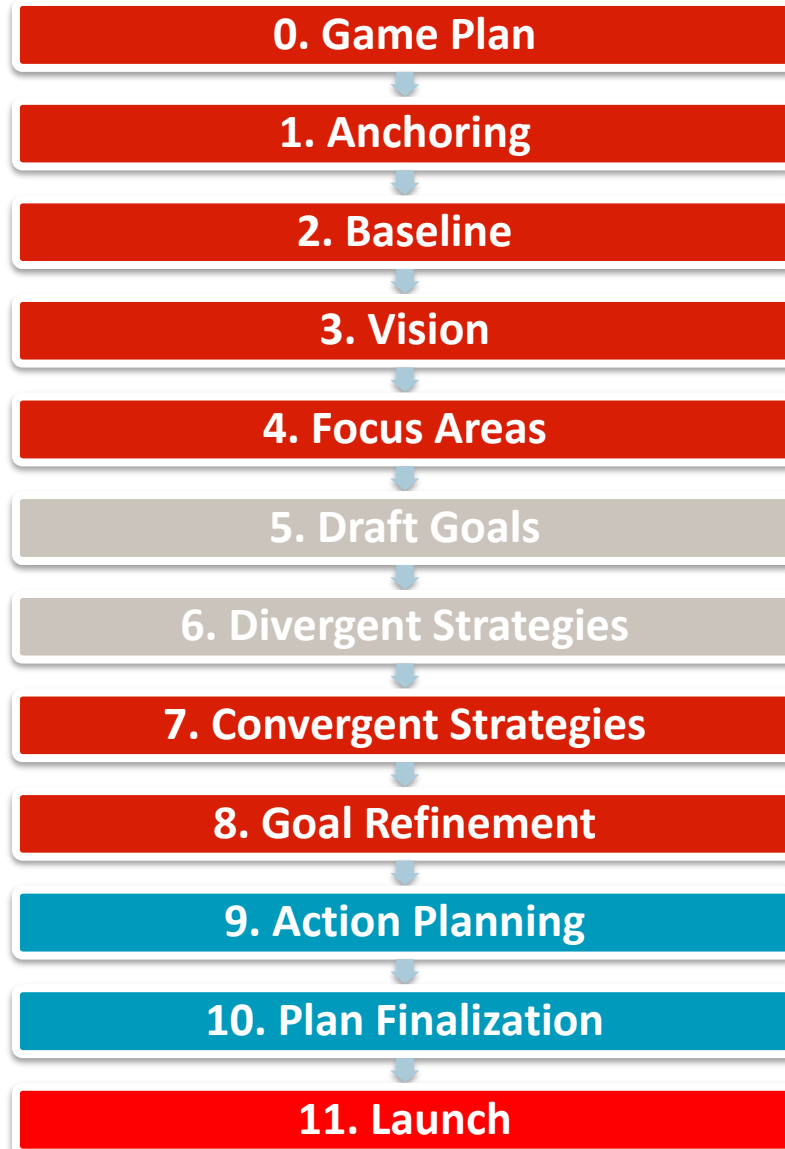 0. Game Plan
1. Anchoring
2. Baseline
3. Vision
4. Focus Areas
5. Draft Goals
6. Divergent Strategies
7. Convergent Strategies
8. Goal Refinement
9. Action Planning
10. Plan Finalization
11. Launch